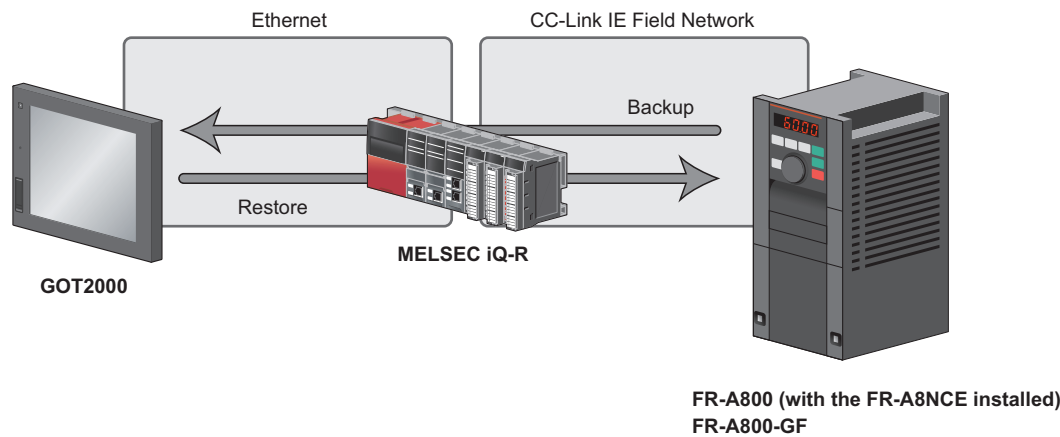 Ethernet
CC-Link IE Field Network
Backup
6000
Restore
MELSEC iQ-R
GOT2000
FR-A800 (with the FR-A8NCE installed)
FR-A800-GF